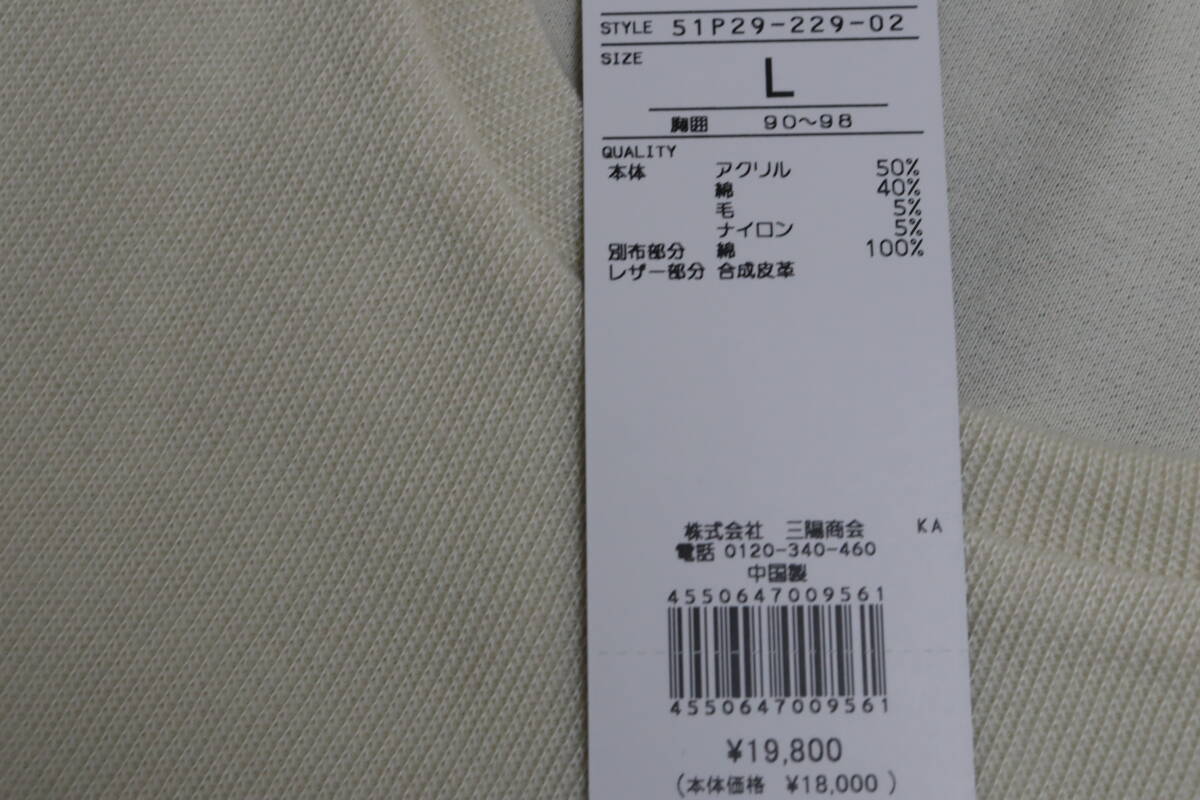 STYLE 51P29-229-02
SIZE
L
胸囲 90〜98
QUALITY
本体 アクリル 50%
綿 40%
毛 5%
ナイロン 5%
別布部分 綿 100%
レザー部分 合成皮革
株式会社 三陽商会 KA
電話 0120-340-460
中国製
4550647009561
4550647009561
¥19,800
(本体価格 ¥18,000)